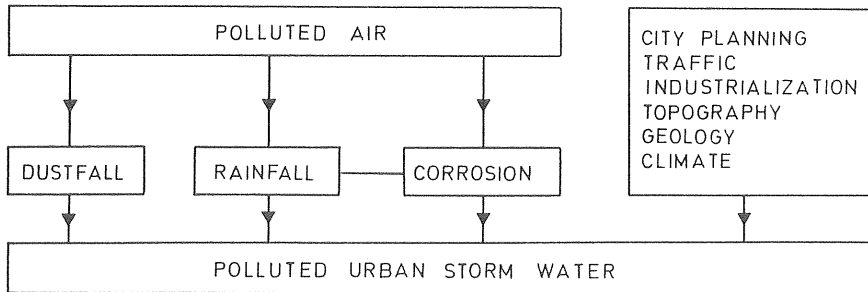 POLLUTED AIR
CITY PLANNING
TRAFFIC
INDUSTRIALIZATION
TOPOGRAPHY
GEOLOGY
CLIMATE
DUSTFALL
RAINFALL
CORROSION
POLLUTED URBAN STORM WATER